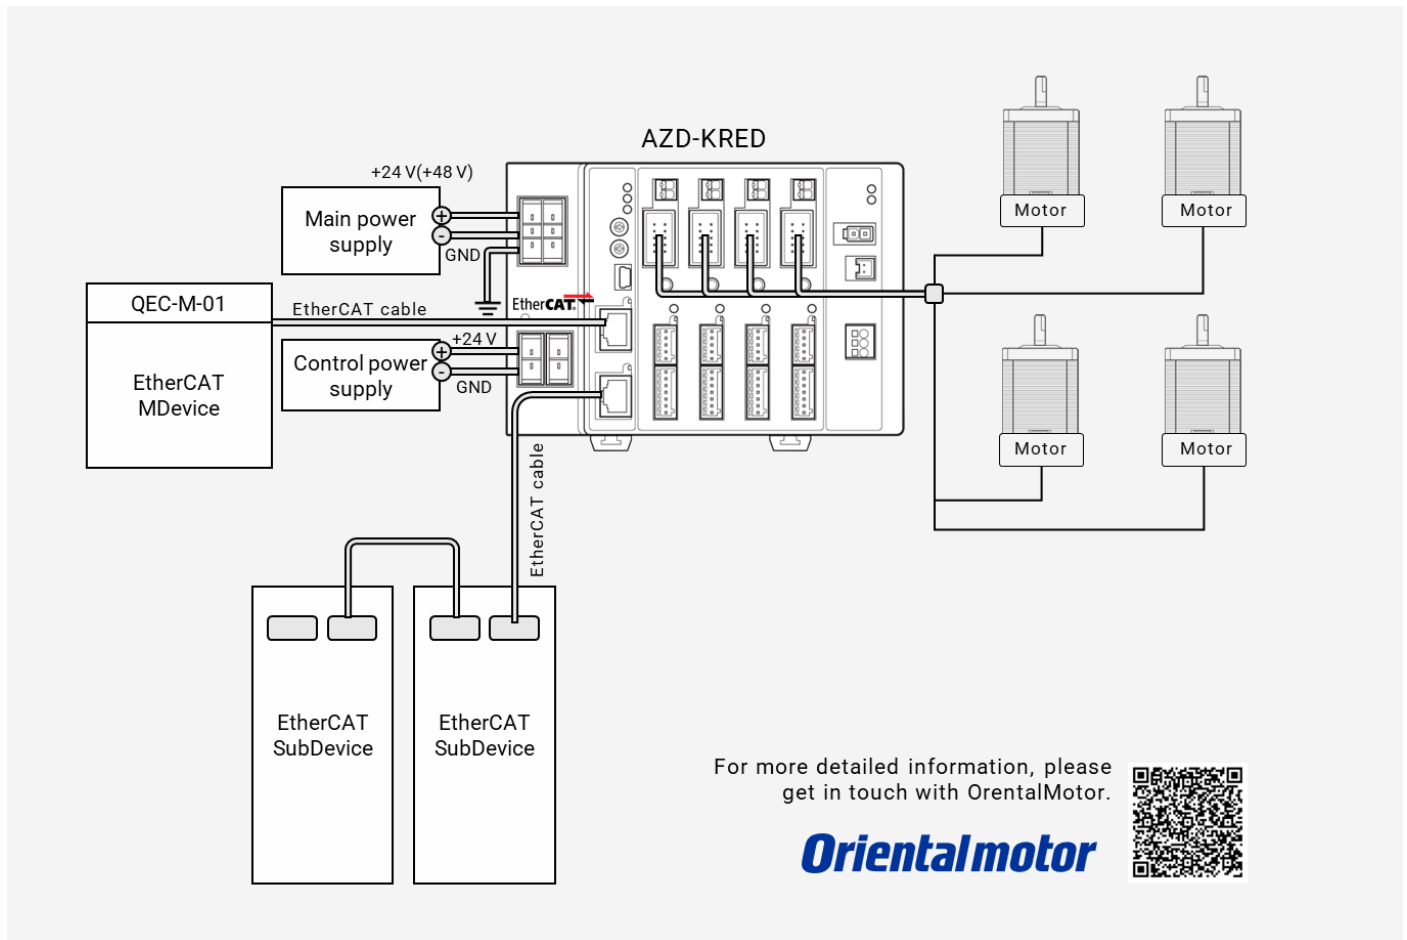 AZD-KRED
+24 V(+48 V)
Main power
supply
+
-
GND
QEC-M-01
EtherCAT cable
EtherCAT
MDevice
+24 V
Control power
supply
+
-
GND
EtherCAT
EtherCAT cable
Motor
Motor
Motor
Motor
EtherCAT
SubDevice
EtherCAT
SubDevice
For more detailed information, please
get in touch with OrentalMotor.
Orientalmotor